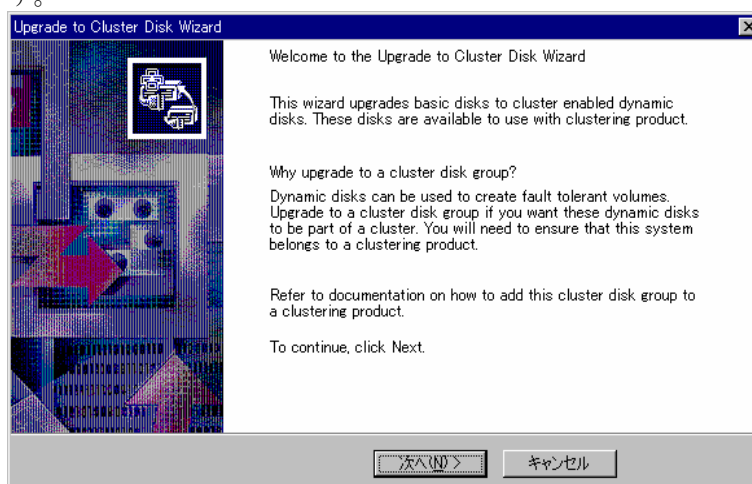 す。
Upgrade to Cluster Disk Wizard
Welcome to the Upgrade to Cluster Disk Wizard
This wizard upgrades basic disks to cluster enabled dynamic
disks. These disks are available to use with clustering product.
Why upgrade to a cluster disk group?
Dynamic disks can be used to create fault tolerant volumes.
Upgrade to a cluster disk group if you want these dynamic disks
to be part of a cluster. You will need to ensure that this system
belongs to a clustering product.
Refer to documentation on how to add this cluster disk group to
a clustering product.
To continue, click Next.
次へ(N) >
キャンセル